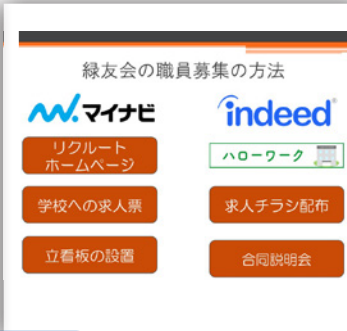 緑友会の職員募集の方法
マイナビ
indeed
リクルート
ホームページ
ハローワーク
学校への求人票
求人チラシ配布
立看板の設置
合同説明会